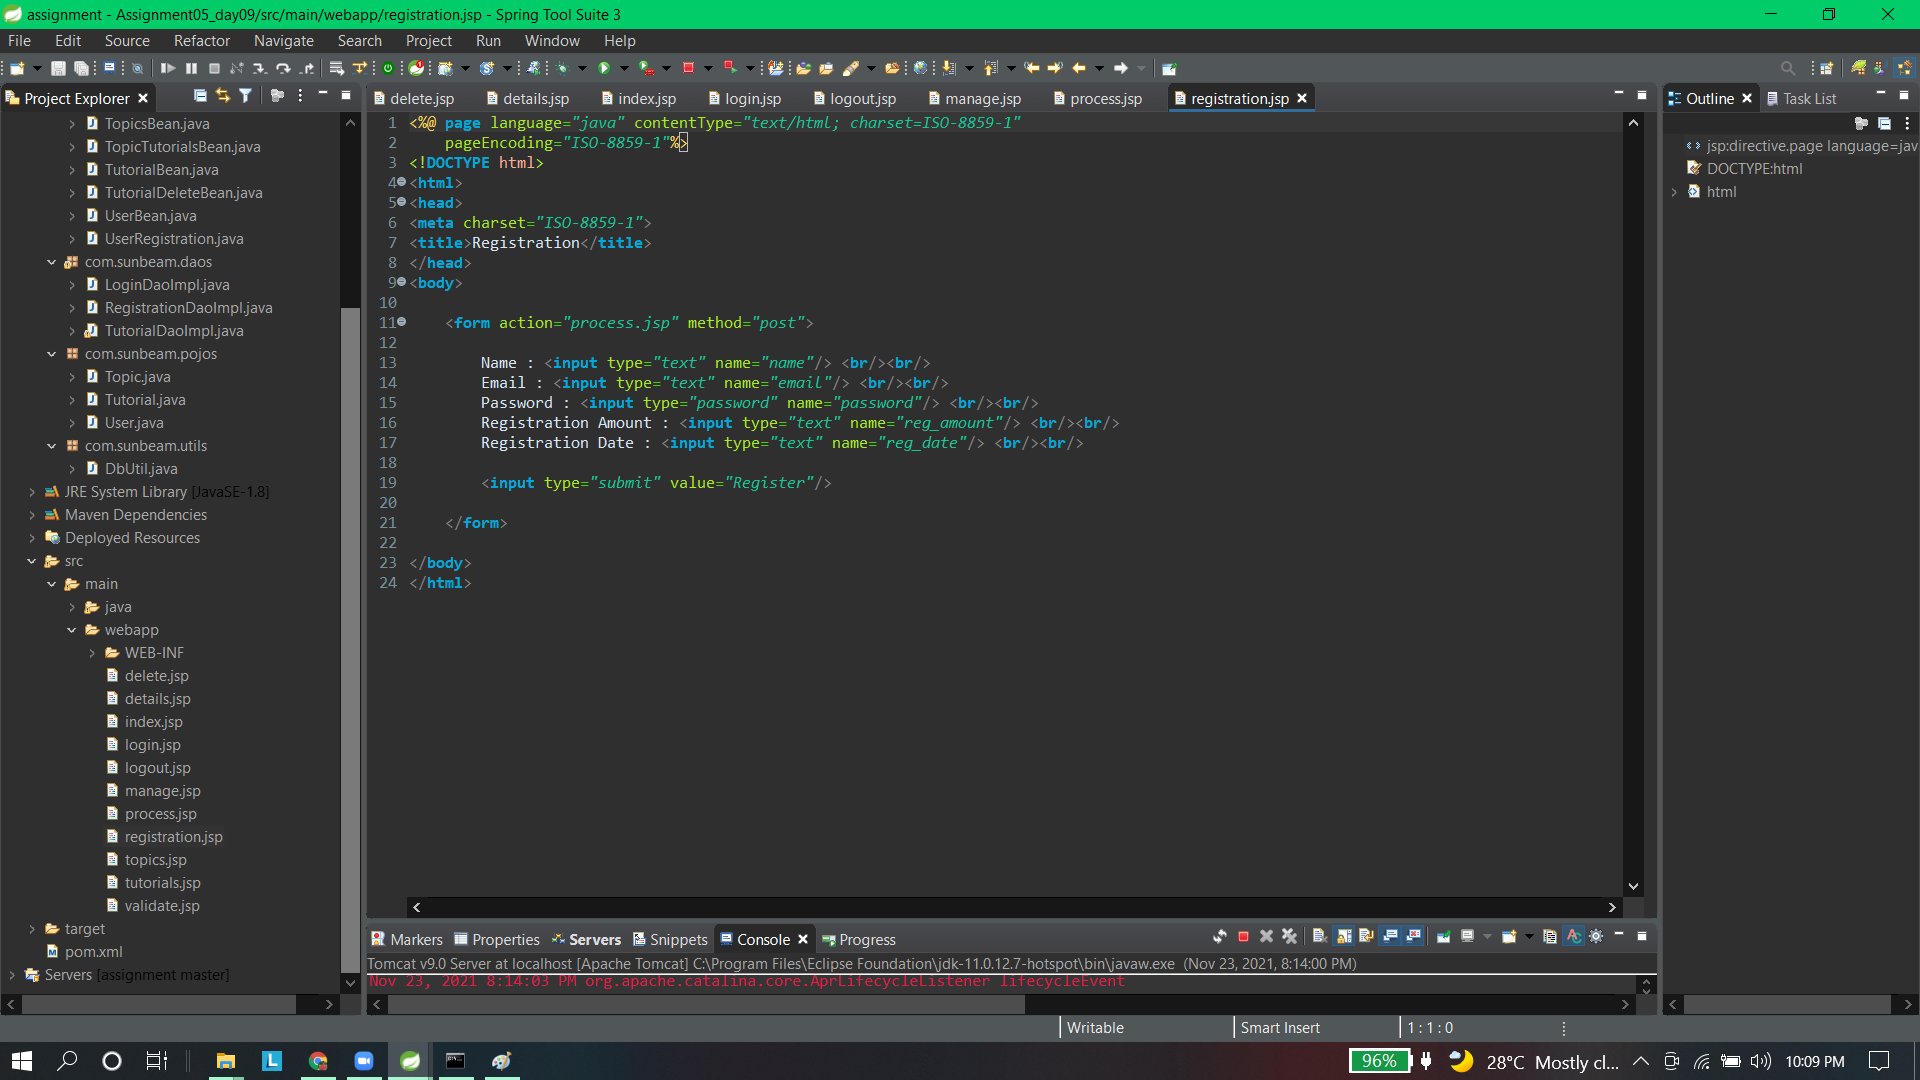 assignment - Assignment05_day09/src/main/webapp/registration.jsp - Spring Tool Suite 3
File Edit Source Refactor Navigate Search Project Run Window Help
Project Explorer
TopicsBean.java
TopicTutorialsBean.java
TutorialBean.java
TutorialDeleteBean.java
UserBean.java
UserRegistration.java
com.sunbeam.daos
LoginDaoImpl.java
RegistrationDaoImpl.java
TutorialDaoImpl.java
com.sunbeam.pojos
Topic.java
Tutorial.java
User.java
com.sunbeam.utils
DbUtil.java
JRE System Library [JavaSE-1.8]
Maven Dependencies
Deployed Resources
src
main
java
webapp
WEB-INF
delete.jsp
details.jsp
index.jsp
login.jsp
logout.jsp
manage.jsp
process.jsp
registration.jsp
topics.jsp
tutorials.jsp
validate.jsp
target
pom.xml
Servers [assignment master]
delete.jsp details.jsp index.jsp login.jsp logout.jsp manage.jsp process.jsp registration.jsp
1 <%@ page language="java" contentType="text/html; charset=ISO-8859-1"
2 pageEncoding="ISO-8859-1"%>
3 <!DOCTYPE html>
4 <html>
5 <head>
6 <meta charset="ISO-8859-1">
7 <title>Registration</title>
8 </head>
9 <body>
10
11 <form action="process.jsp" method="post">
12
13 Name : <input type="text" name="name"/> <br/><br/>
14 Email : <input type="text" name="email"/> <br/><br/>
15 Password : <input type="password" name="password"/> <br/><br/>
16 Registration Amount : <input type="text" name="reg_amount"/> <br/><br/>
17 Registration Date : <input type="text" name="reg_date"/> <br/><br/>
18
19 <input type="submit" value="Register"/>
20
21 </form>
22
23 </body>
24 </html>
Outline Task List
jsp:directive.page language=jav
DOCTYPE:html
html
Markers Properties Servers Snippets Console Progress
Tomcat v9.0 Server at localhost [Apache Tomcat] C:\Program Files\Eclipse Foundation\jdk-11.0.12.7-hotspot\bin\javaw.exe (Nov 23, 2021, 8:14:00 PM)
Nov 23, 2021 8:14:03 PM org.apache.catalina.core.AprLifecycleListener lifecycleEvent
Writable Smart Insert 1 : 1 : 0
L 96% 28°C Mostly cl... 10:09 PM